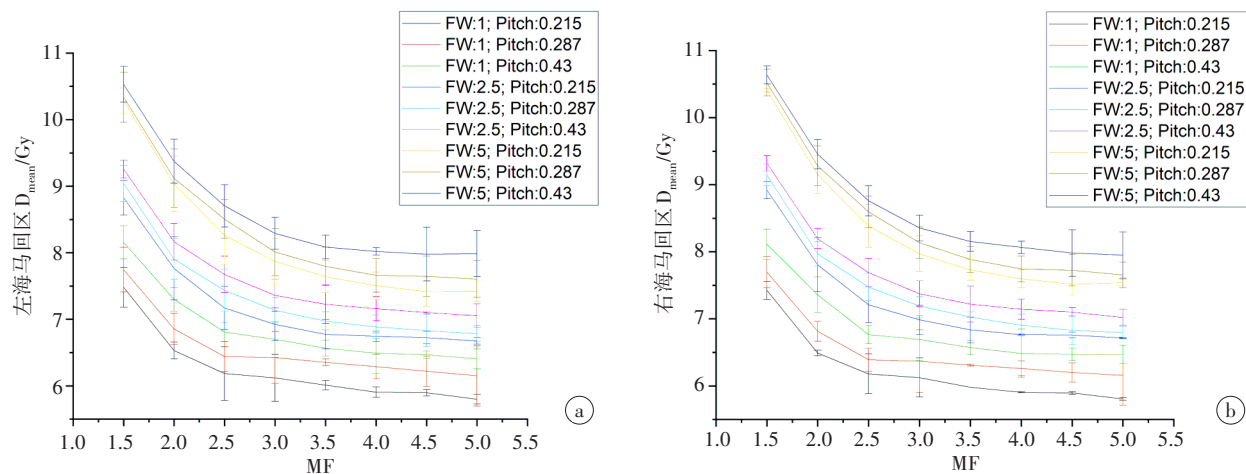 FW:1; Pitch:0.215
FW:1; Pitch:0.287
FW:1; Pitch:0.43
FW:2.5; Pitch:0.215
FW:2.5; Pitch:0.287
FW:2.5; Pitch:0.43
FW:5; Pitch:0.215
FW:5; Pitch:0.287
FW:5; Pitch:0.43
左海马回区 Dmean/Gy
11
10
9
8
7
6
1.0 1.5 2.0 2.5 3.0 3.5 4.0 4.5 5.0 5.5
MF
a
FW:1; Pitch:0.215
FW:1; Pitch:0.287
FW:1; Pitch:0.43
FW:2.5; Pitch:0.215
FW:2.5; Pitch:0.287
FW:2.5; Pitch:0.43
FW:5; Pitch:0.215
FW:5; Pitch:0.287
FW:5; Pitch:0.43
右海马回区 Dmean/Gy
11
10
9
8
7
6
1.0 1.5 2.0 2.5 3.0 3.5 4.0 4.5 5.0 5.5
MF
b